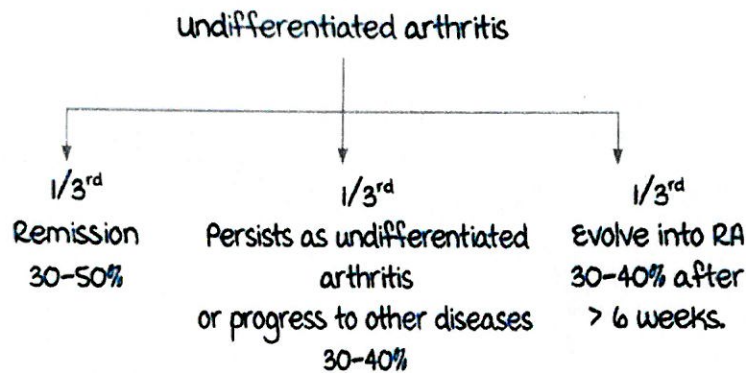 undifferentiated arthritis
1/3rd
Remission
30-50%
1/3rd
Persists as undifferentiated
arthritis
or progress to other diseases
30-40%
1/3rd
Evolve into RA
30-40% after
> 6 weeks.